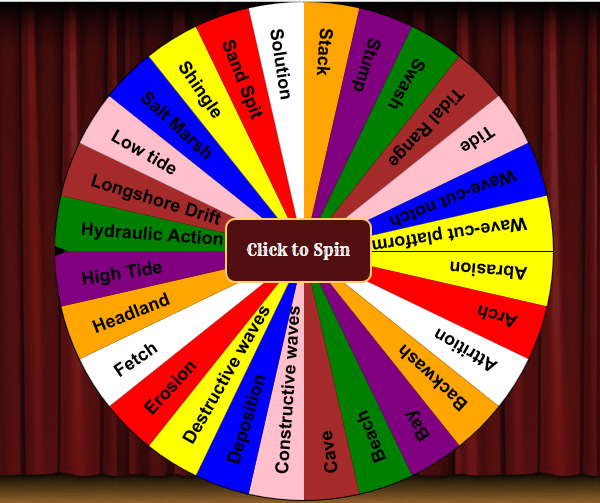 Stack
Stump
Swash
Tidal Range
Tide
Wave-cut notch
Wave-cut platform
Abrasion
Arch
Attrition
Backwash
Bay
Beach
Cave
Constructive waves
Deposition
Destructive waves
Erosion
Fetch
Headland
High Tide
Hydraulic Action
Longshore Drift
Low tide
Salt Marsh
Shingle
Sand Spit
Solution
Click to Spin